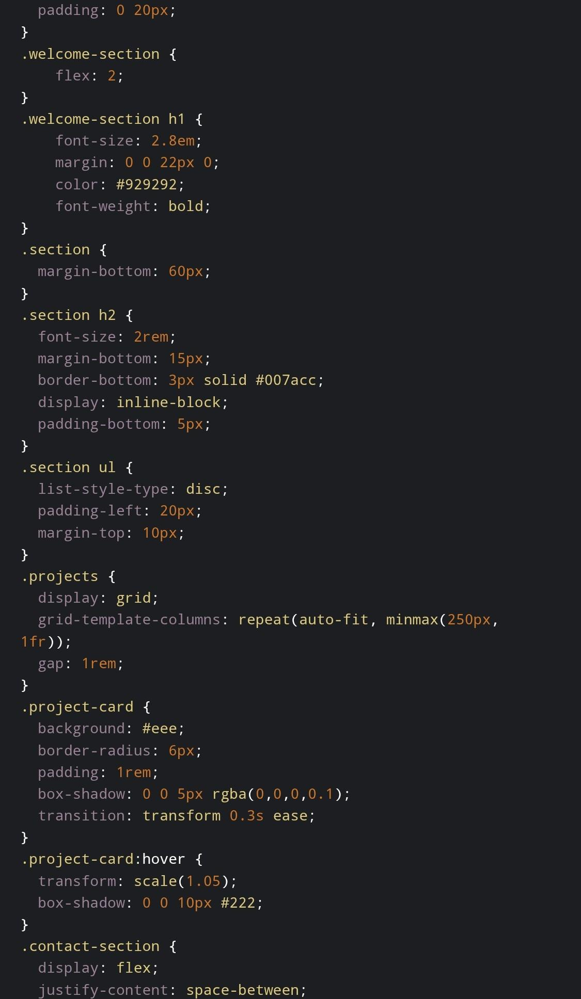 padding: 0 20px;
}
.welcome-section {
    flex: 2;
}
.welcome-section h1 {
    font-size: 2.8em;
    margin: 0 0 22px 0;
    color: #929292;
    font-weight: bold;
}
.section {
  margin-bottom: 60px;
}
.section h2 {
  font-size: 2rem;
  margin-bottom: 15px;
  border-bottom: 3px solid #007acc;
  display: inline-block;
  padding-bottom: 5px;
}
.section ul {
  list-style-type: disc;
  padding-left: 20px;
  margin-top: 10px;
}
.projects {
  display: grid;
  grid-template-columns: repeat(auto-fit, minmax(250px,
1fr));
  gap: 1rem;
}
.project-card {
  background: #eee;
  border-radius: 6px;
  padding: 1rem;
  box-shadow: 0 0 5px rgba(0,0,0,0.1);
  transition: transform 0.3s ease;
}
.project-card:hover {
  transform: scale(1.05);
  box-shadow: 0 0 10px #222;
}
.contact-section {
  display: flex;
  justify-content: space-between;